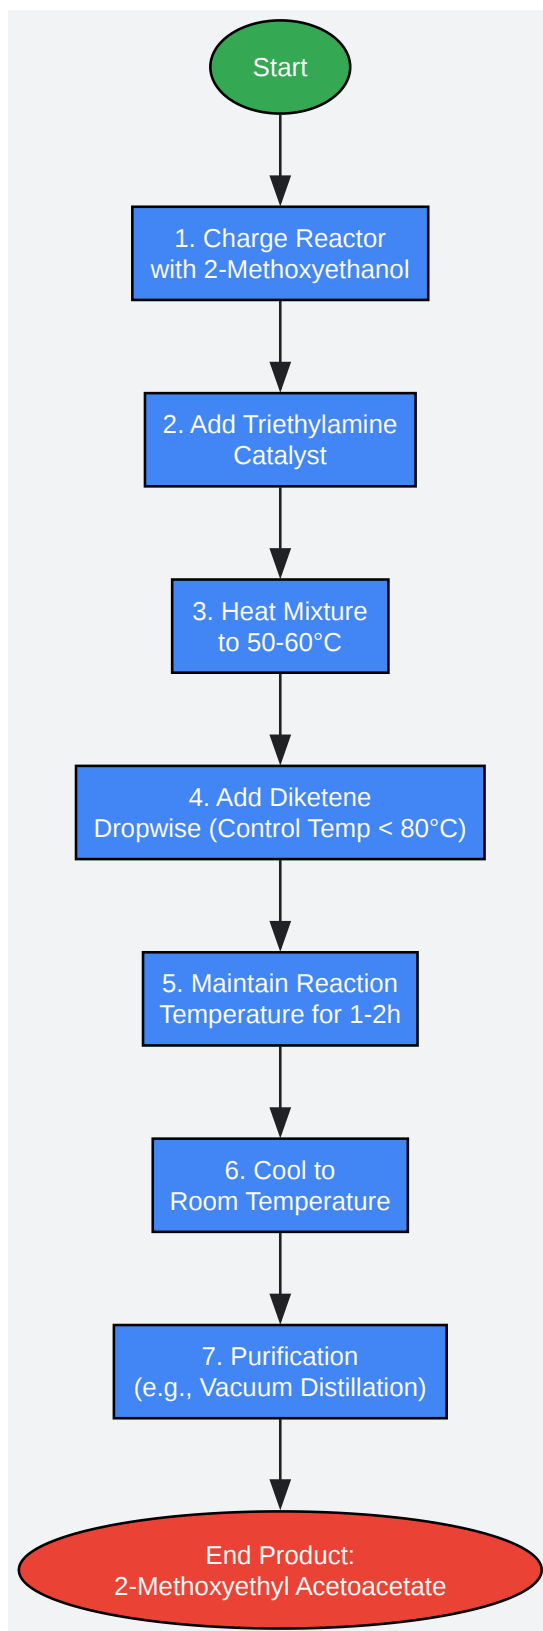 Start
1. Charge Reactor
with 2-Methoxyethanol
2. Add Triethylamine
Catalyst
3. Heat Mixture
to 50-60°C
4. Add Diketene
Dropwise (Control Temp < 80°C)
5. Maintain Reaction
Temperature for 1-2h
6. Cool to
Room Temperature
7. Purification
(e.g., Vacuum Distillation)
End Product:
2-Methoxyethyl Acetoacetate